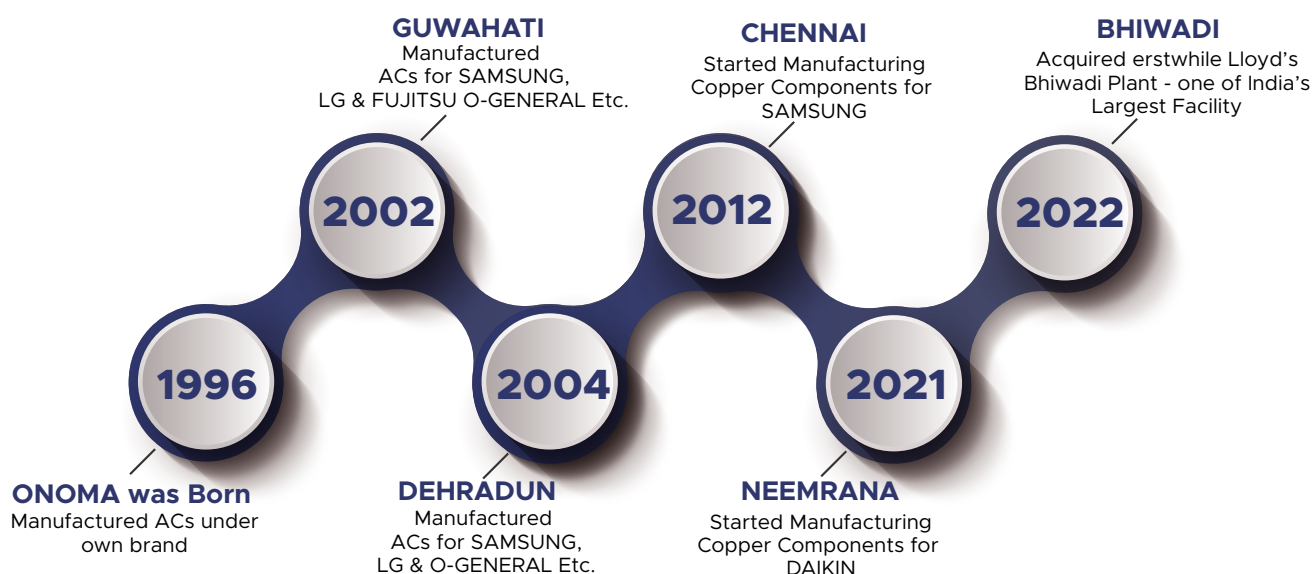 GUWAHATI
Manufactured
ACs for SAMSUNG,
LG & FUJITSU O-GENERAL Etc.
CHENNAI
Started Manufacturing
Copper Components for
SAMSUNG
BHIWADI
Acquired erstwhile Lloyd’s
Bhiwadi Plant - one of India’s
Largest Facility
2002
2012
2022
1996
2004
2021
ONOMA was Born
Manufactured ACs under
own brand
DEHRADUN
Manufactured
ACs for SAMSUNG,
LG & O-GENERAL Etc.
NEEMRANA
Started Manufacturing
Copper Components for
DAIKIN